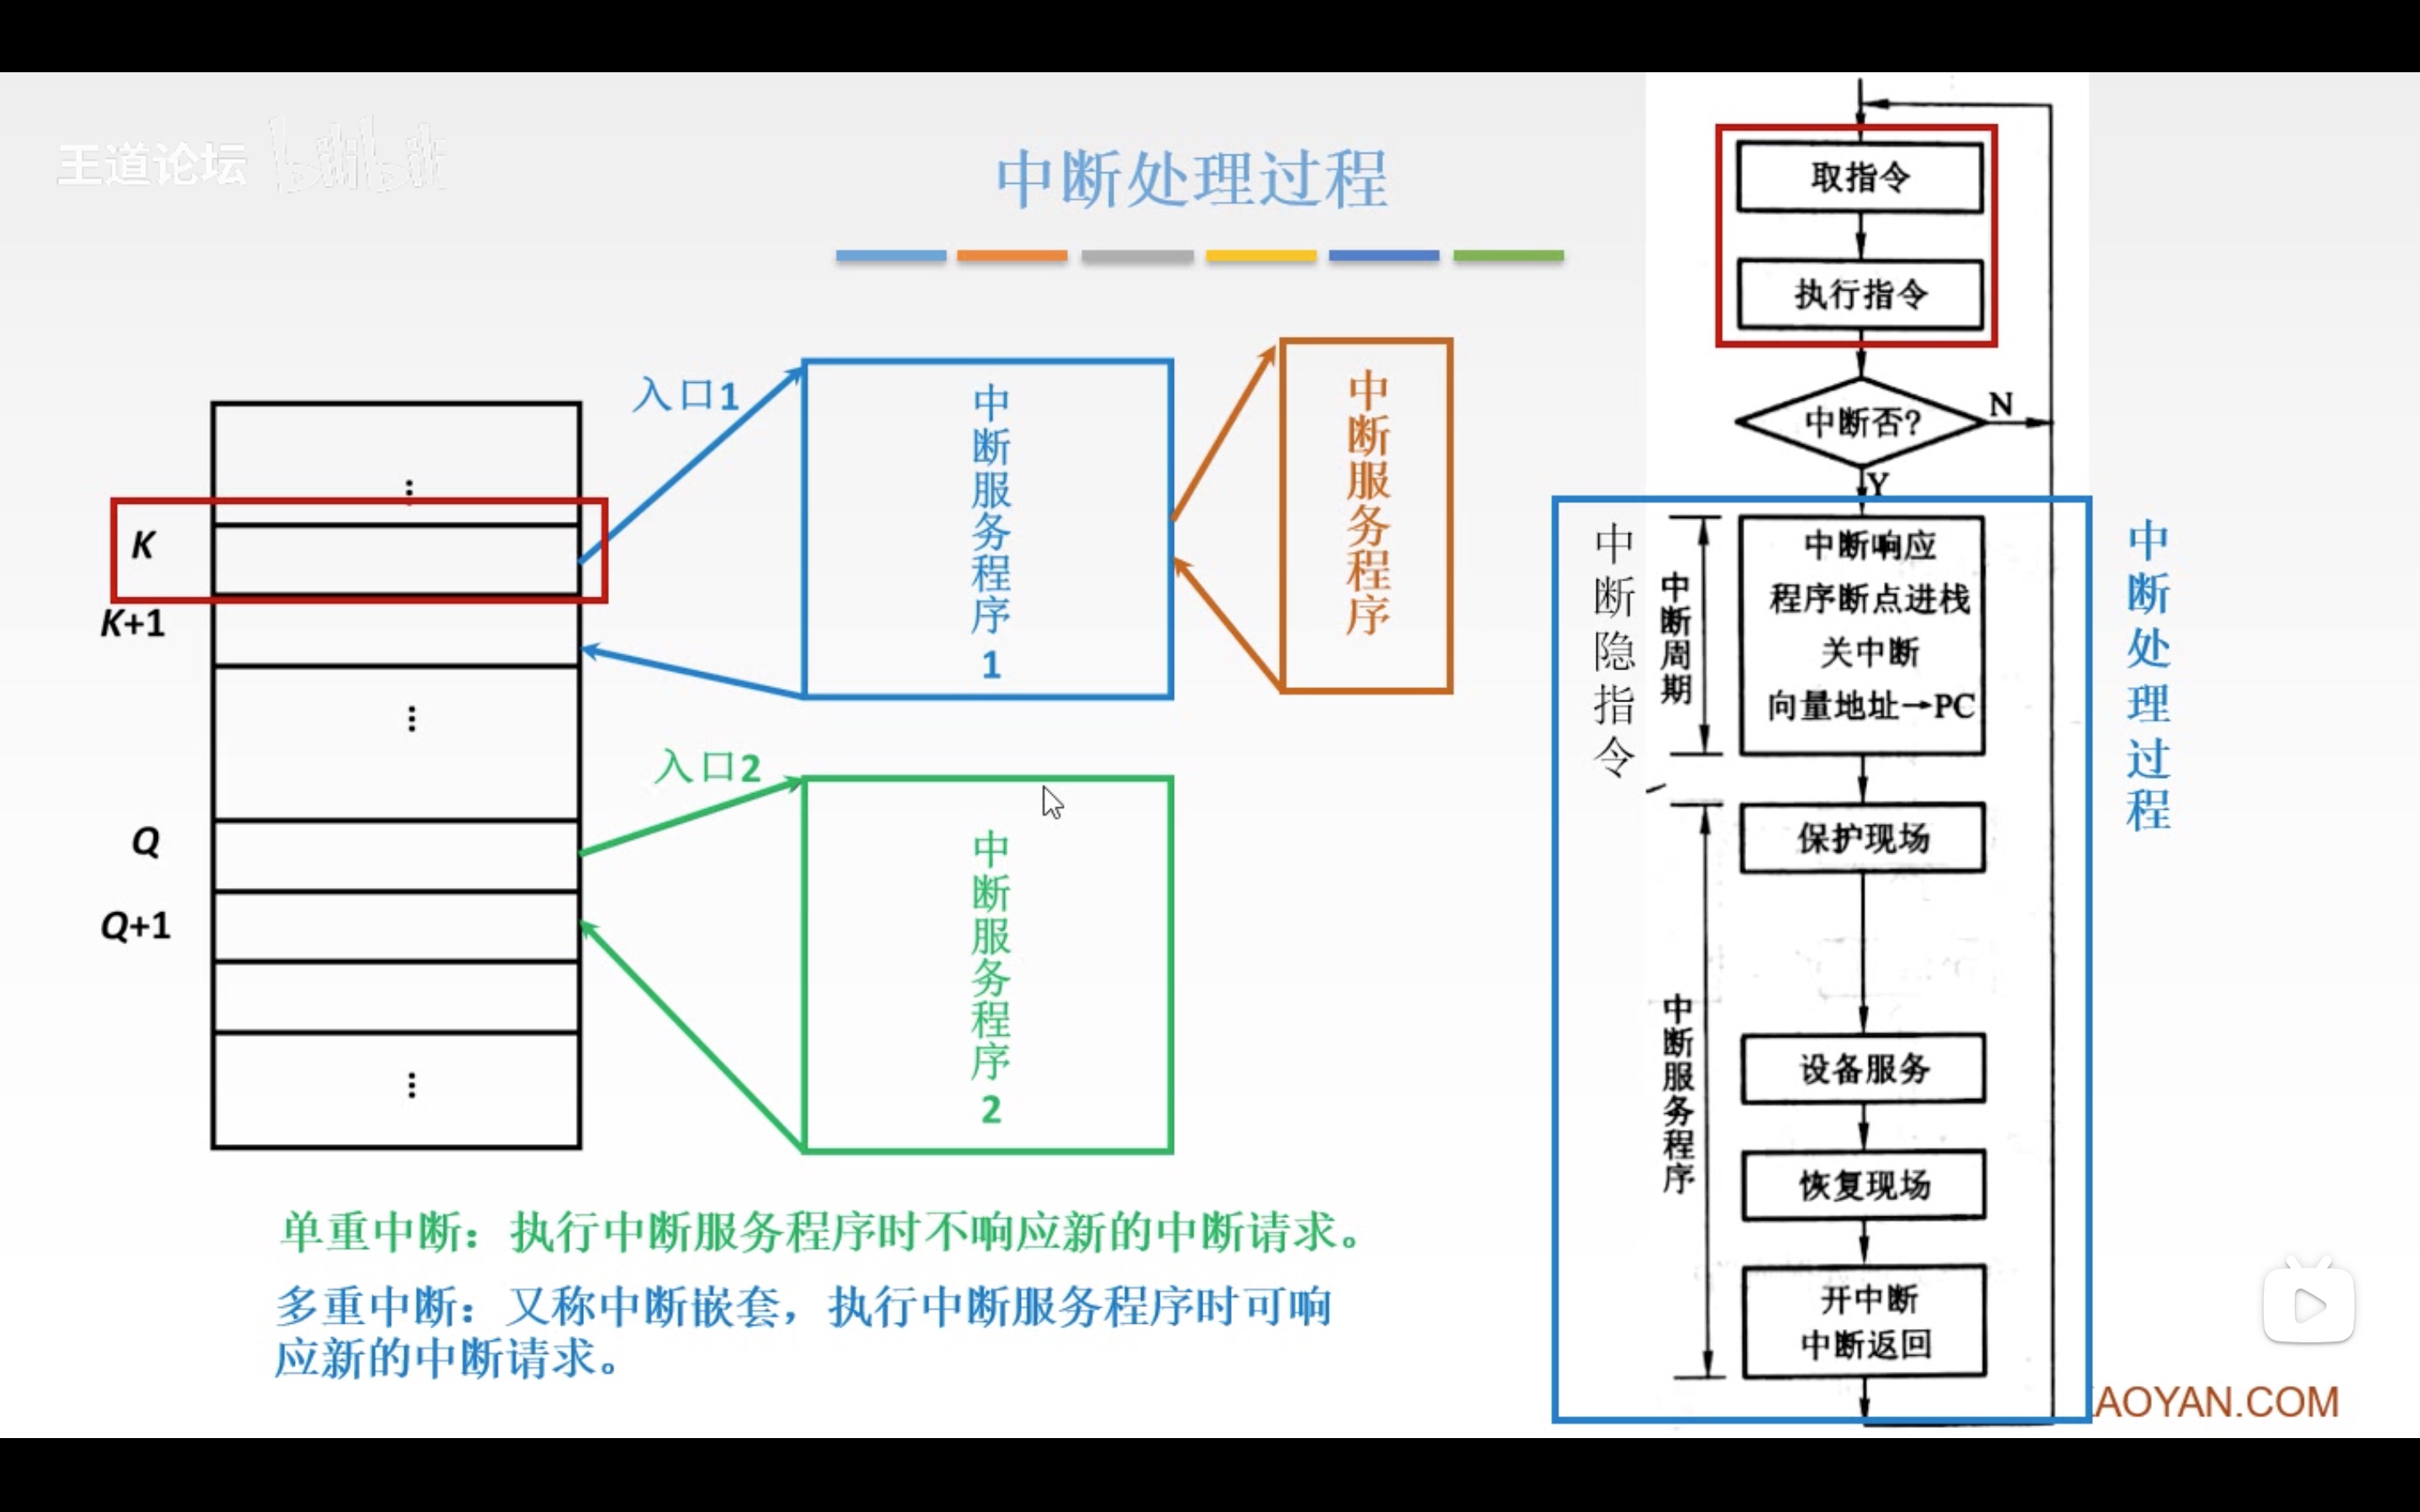 王道论坛 bilibili
中断处理过程
K
K+1
Q
Q+1
入口1
中断服务程序1
中断服务程序
入口2
中断服务程序2
单重中断：执行中断服务程序时不响应新的中断请求。
多重中断：又称中断嵌套，执行中断服务程序时可响
应新的中断请求。
取指令
执行指令
中断否?
N
Y
中断隐指令
中断周期
中断响应
程序断点进栈
关中断
向量地址→PC
中断处理过程
中断服务程序
保护现场
设备服务
恢复现场
开中断
中断返回
AOYAN.COM